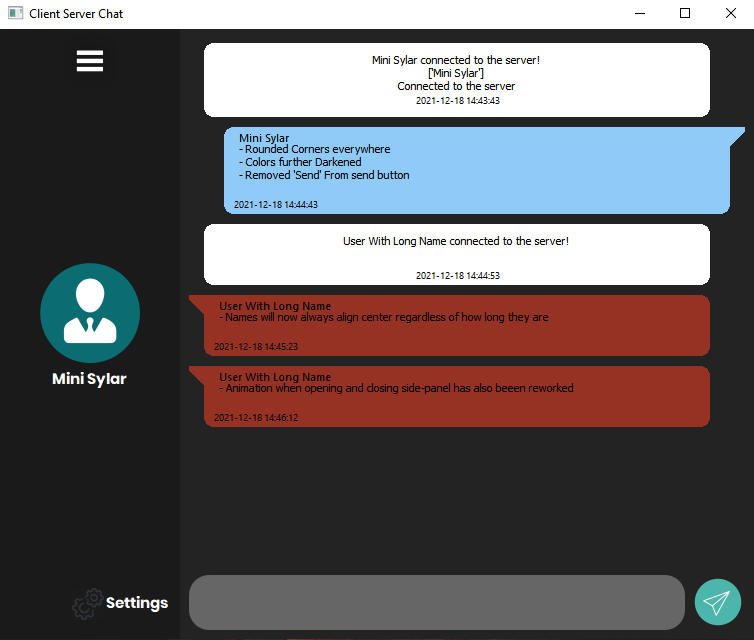 Client Server Chat
Mini Sylar connected to the server!
['Mini Sylar']
Connected to the server
2021-12-18 14:43:43
Mini Sylar
- Rounded Corners everywhere
- Colors further Darkened
- Removed 'Send' From send button
2021-12-18 14:44:43
User With Long Name connected to the server!
2021-12-18 14:44:53
User With Long Name
- Names will now always align center regardless of how long they are
2021-12-18 14:45:23
User With Long Name
- Animation when opening and closing side-panel has also beeen reworked
2021-12-18 14:46:12
Mini Sylar
Settings